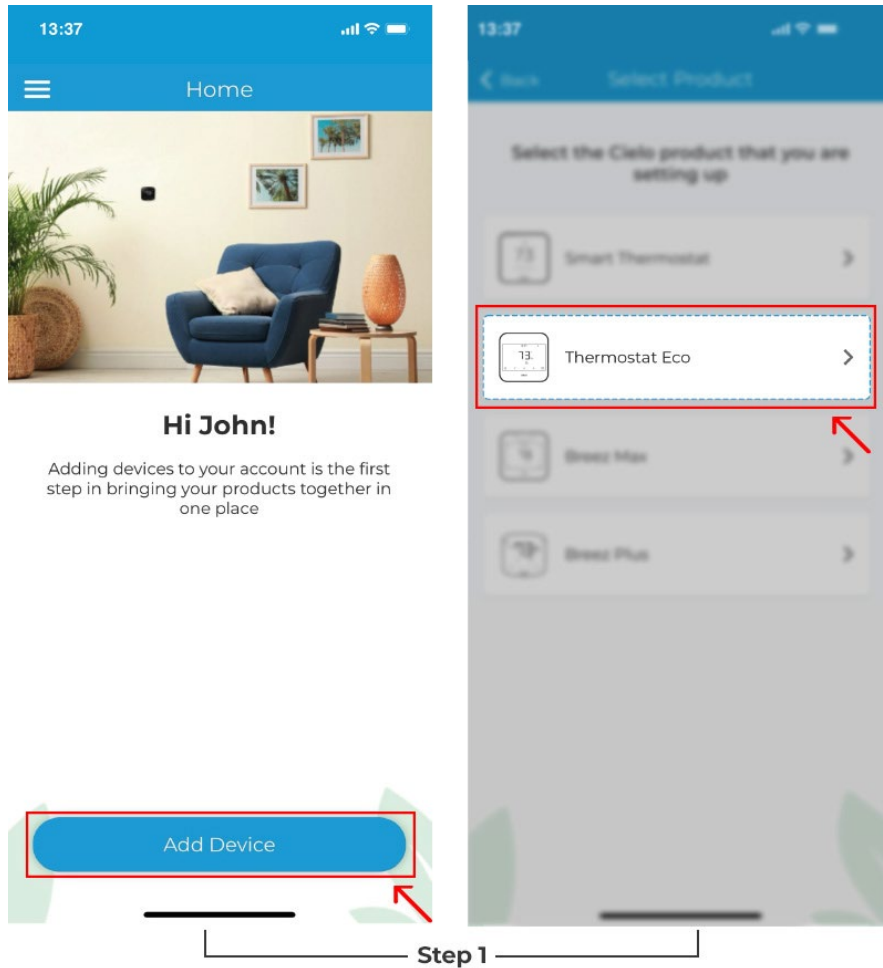 13:37
Home
Hi John!
Adding devices to your account is the first
step in bringing your products together in
one place
Add Device
13:37
Back
Select Product
Select the Cielo product that you are
setting up
73
Smart Thermostat
73
Thermostat Eco
Breez Max
Breez Plus
Step 1